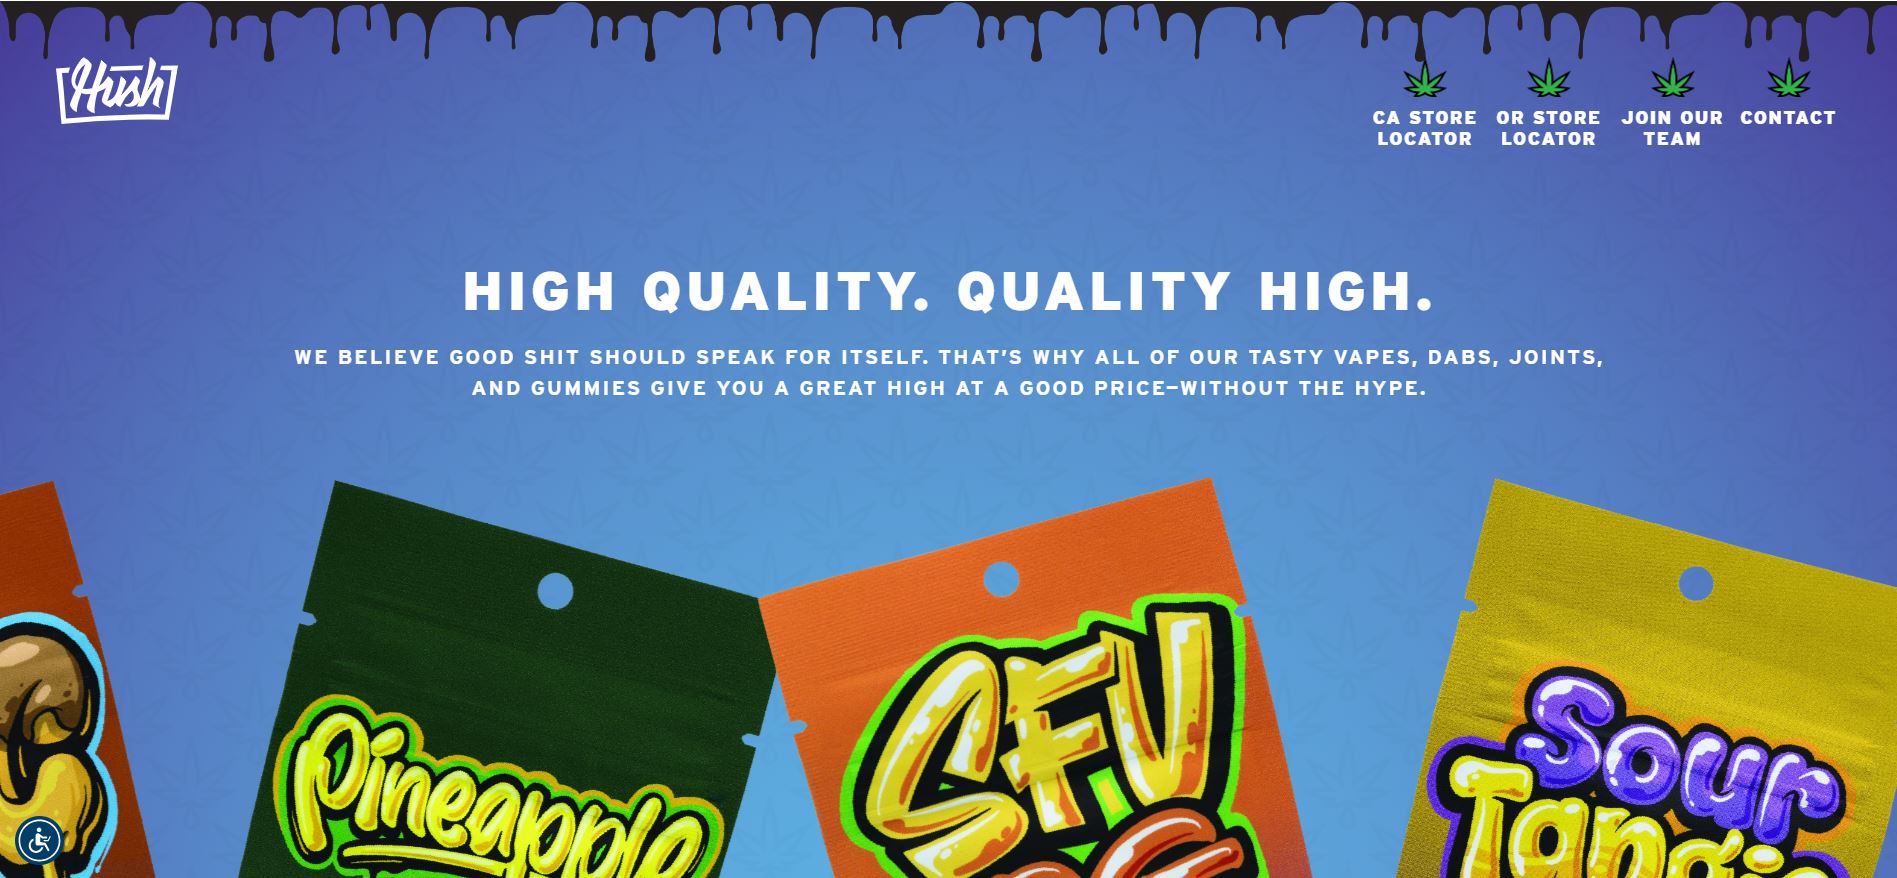 Hush
CA STORE
LOCATOR
OR STORE
LOCATOR
JOIN OUR
TEAM
CONTACT
HIGH QUALITY. QUALITY HIGH.
WE BELIEVE GOOD SHIT SHOULD SPEAK FOR ITSELF. THAT'S WHY ALL OF OUR TASTY VAPES, DABS, JOINTS,
AND GUMMIES GIVE YOU A GREAT HIGH AT A GOOD PRICE—WITHOUT THE HYPE.
Pineapple
SFV
Sour